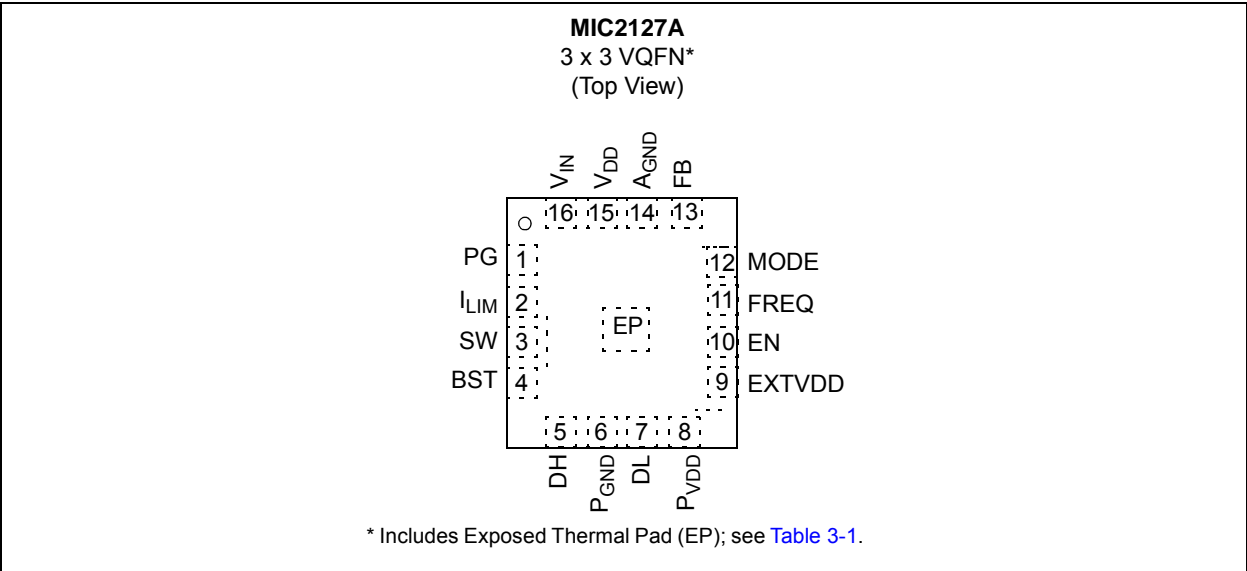 MIC2127A
3 x 3 VQFN*
(Top View)
VIN
VDD
AGND
FB
16 15 14 13
PG 1
ILIM 2
SW 3
BST 4
EP
12 MODE
11 FREQ
10 EN
9 EXTVDD
5 6 7 8
DH
PGND
DL
PVDD
* Includes Exposed Thermal Pad (EP); see Table 3-1.